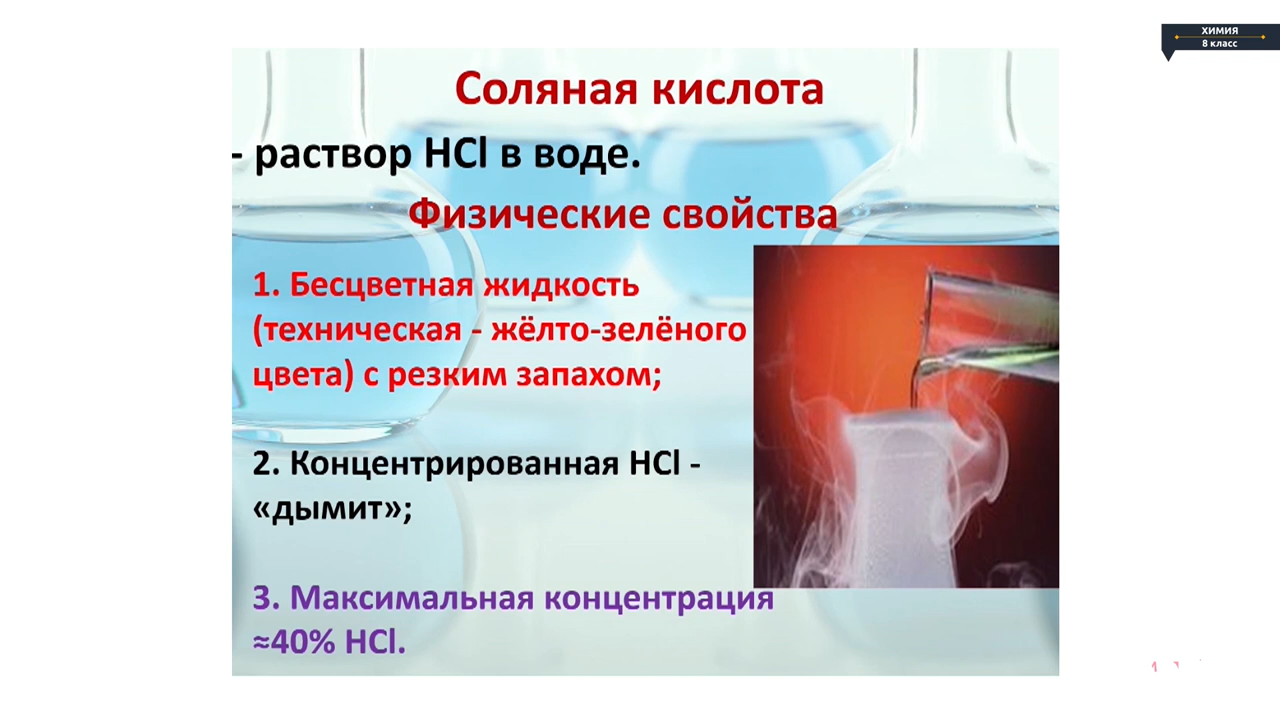 ХИМИЯ
8 класс
Соляная кислота
- раствор HCl в воде.
Физические свойства
1. Бесцветная жидкость
(техническая - жёлто-зелёного
цвета) с резким запахом;
2. Концентрированная HCl -
«дымит»;
3. Максимальная концентрация
≈40% HCl.